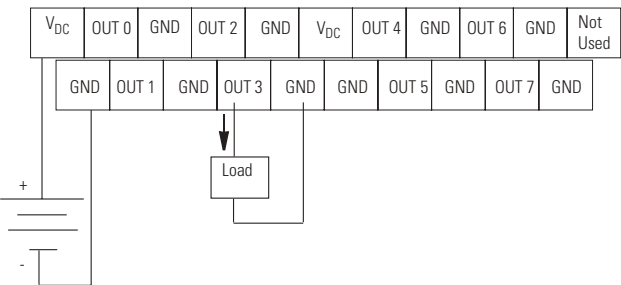 VDC OUT 0 GND OUT 2 GND VDC OUT 4 GND OUT 6 GND Not Used
GND OUT 1 GND OUT 3 GND GND OUT 5 GND OUT 7 GND
Load
+
-